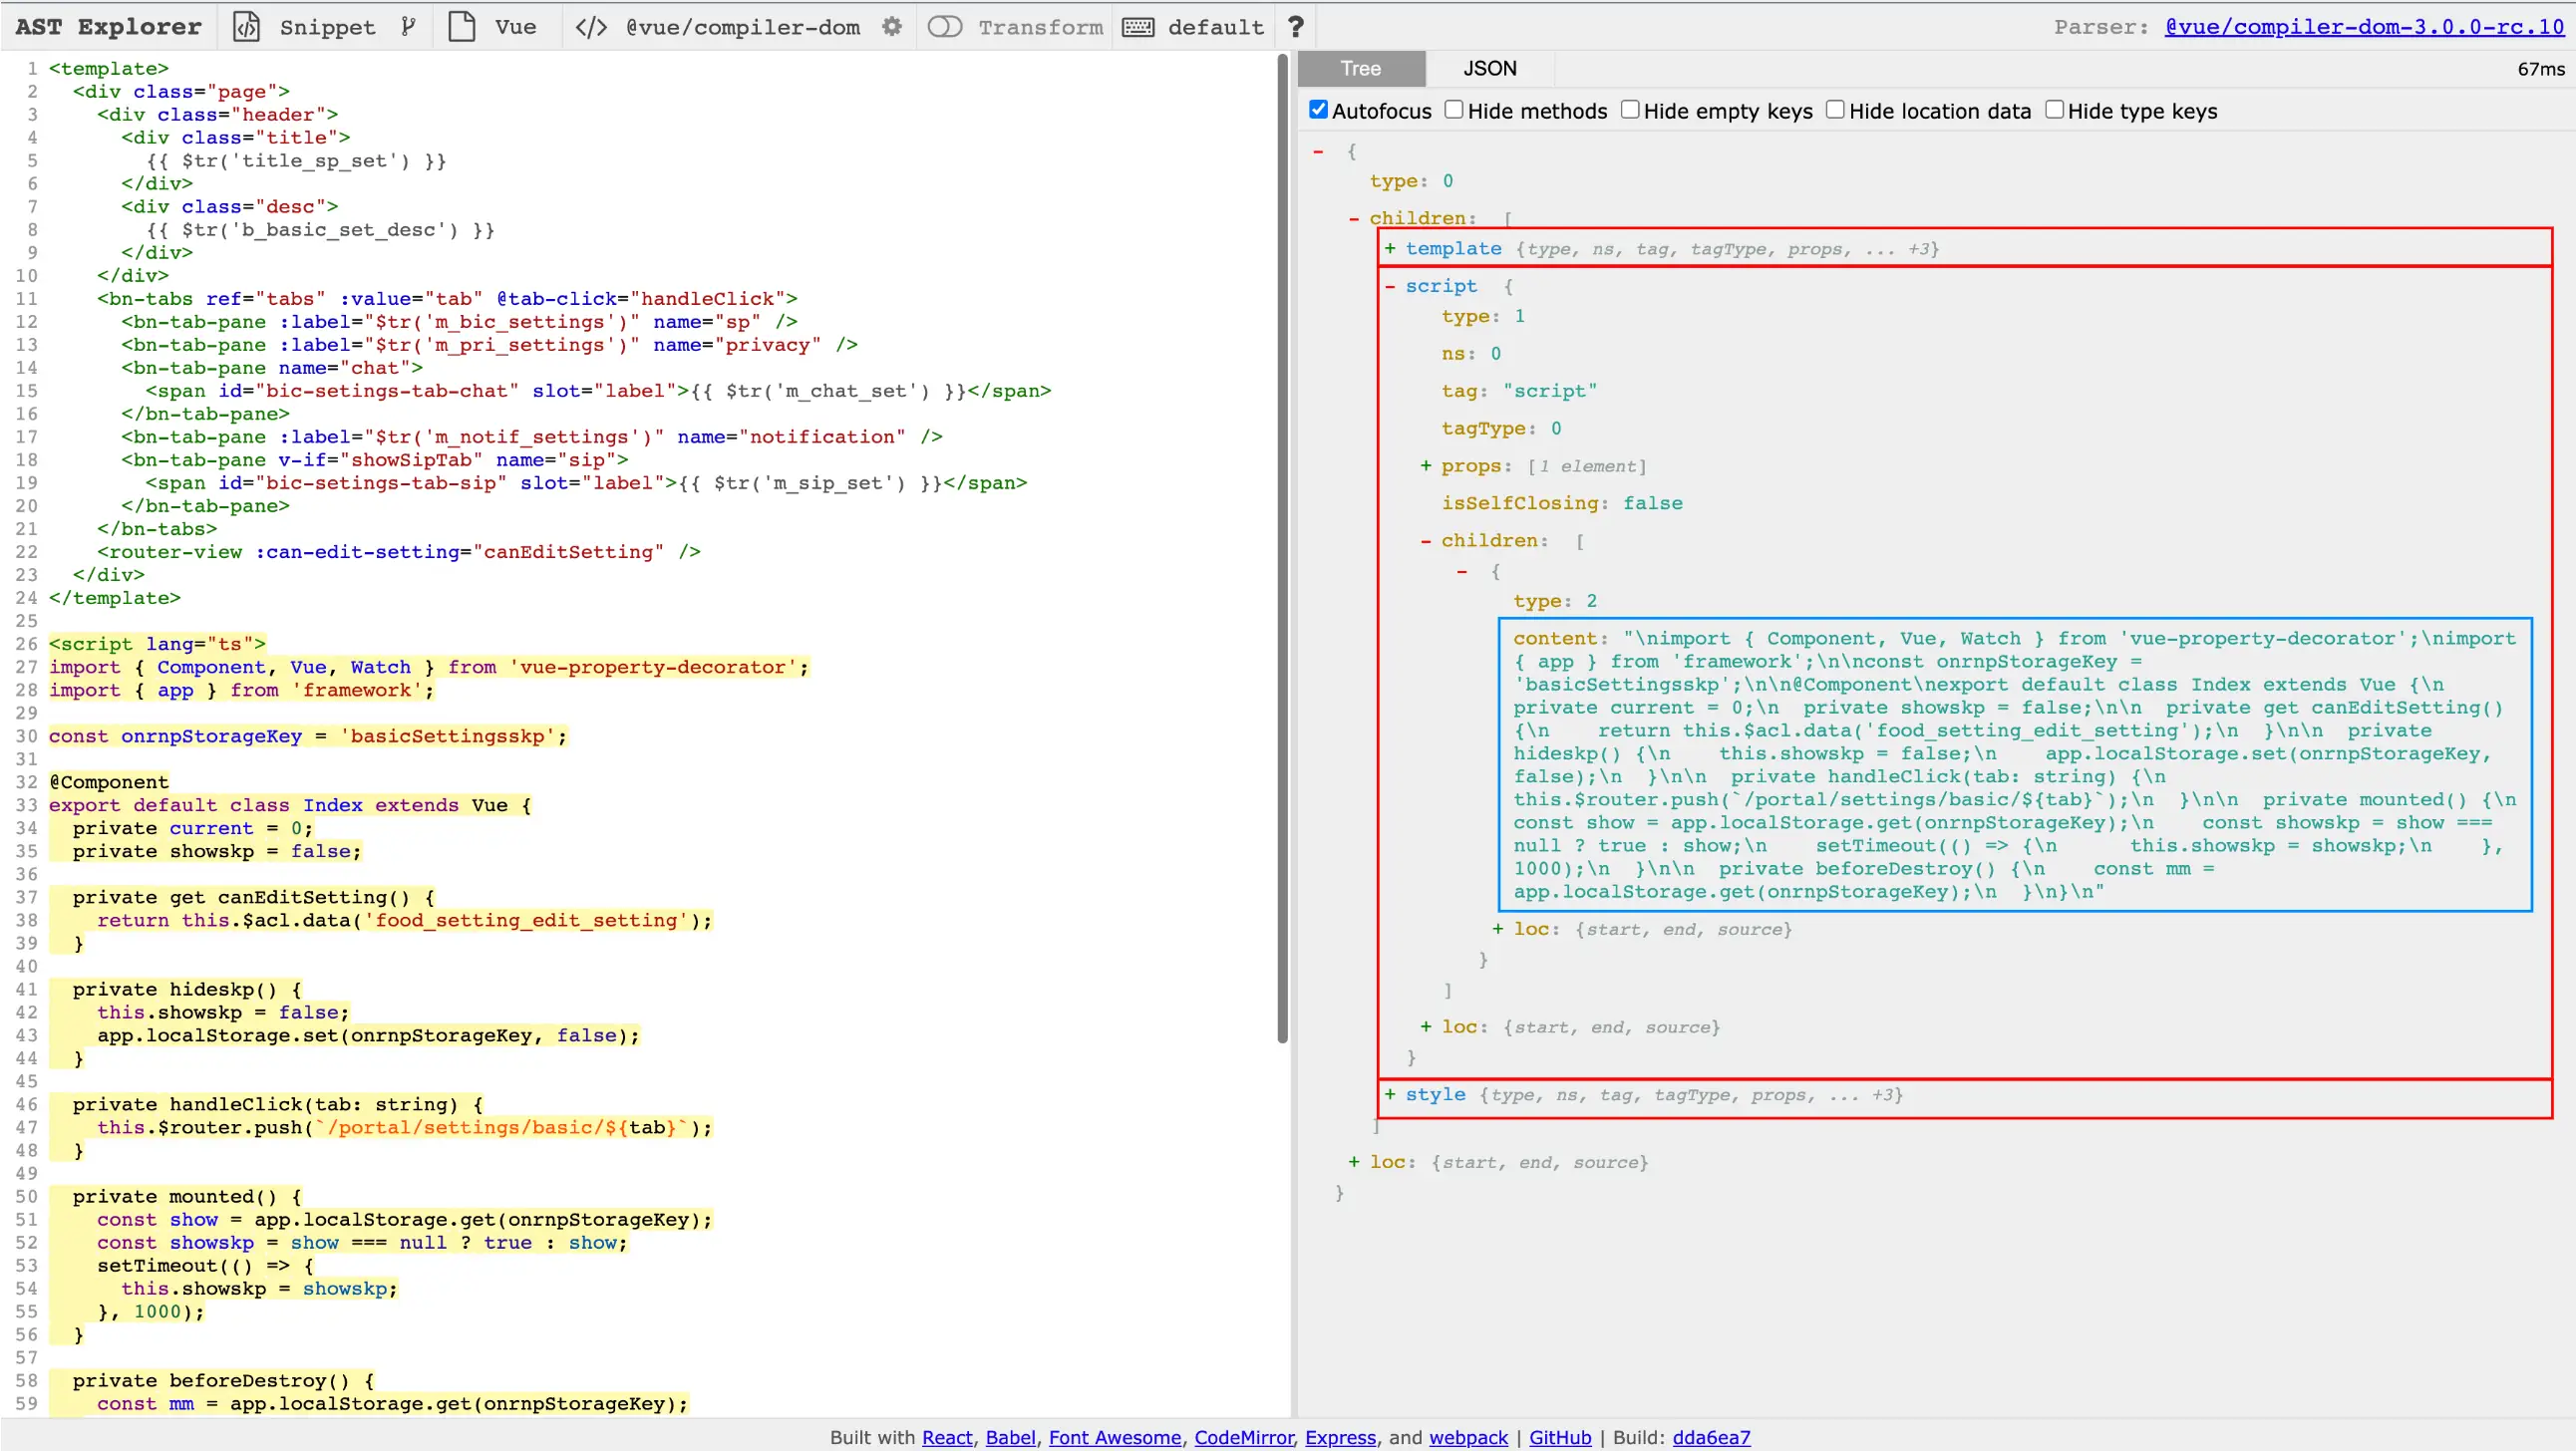 AST Explorer Snippet Vue </> @vue/compiler-dom Transform default ? Parser: @vue/compiler-dom-3.0.0-rc.10
1 <template>
2   <div class="page">
3     <div class="header">
4       <div class="title">
5         {{ $tr('title_sp_set') }}
6       </div>
7       <div class="desc">
8         {{ $tr('b_basic_set_desc') }}
9       </div>
10     </div>
11     <bn-tabs ref="tabs" :value="tab" @tab-click="handleClick">
12       <bn-tab-pane :label="$tr('m_bic_settings')" name="sp" />
13       <bn-tab-pane :label="$tr('m_pri_settings')" name="privacy" />
14       <bn-tab-pane name="chat">
15         <span id="bic-setings-tab-chat" slot="label">{{ $tr('m_chat_set') }}</span>
16       </bn-tab-pane>
17       <bn-tab-pane :label="$tr('m_notif_settings')" name="notification" />
18       <bn-tab-pane v-if="showSipTab" name="sip">
19         <span id="bic-setings-tab-sip" slot="label">{{ $tr('m_sip_set') }}</span>
20       </bn-tab-pane>
21     </bn-tabs>
22     <router-view :can-edit-setting="canEditSetting" />
23   </div>
24 </template>
25
26 <script lang="ts">
27 import { Component, Vue, Watch } from 'vue-property-decorator';
28 import { app } from 'framework';
29
30 const onrnpStorageKey = 'basicSettingsskp';
31
32 @Component
33 export default class Index extends Vue {
34   private current = 0;
35   private showskp = false;
36
37   private get canEditSetting() {
38     return this.$acl.data('food_setting_edit_setting');
39   }
40
41   private hideskp() {
42     this.showskp = false;
43     app.localStorage.set(onrnpStorageKey, false);
44   }
45
46   private handleClick(tab: string) {
47     this.$router.push(`/portal/settings/basic/${tab}`);
48   }
49
50   private mounted() {
51     const show = app.localStorage.get(onrnpStorageKey);
52     const showskp = show === null ? true : show;
53     setTimeout(() => {
54       this.showskp = showskp;
55     }, 1000);
56   }
57
58   private beforeDestroy() {
59     const mm = app.localStorage.get(onrnpStorageKey);
Tree JSON 67ms
Autofocus Hide methods Hide empty keys Hide location data Hide type keys
- {
type: 0
- children: [
+ template {type, ns, tag, tagType, props, ... +3}
- script {
type: 1
ns: 0
tag: "script"
tagType: 0
+ props: [1 element]
isSelfClosing: false
- children: [
- {
type: 2
content: "\nimport { Component, Vue, Watch } from 'vue-property-decorator';\nimport
{ app } from 'framework';\n\nconst onrnpStorageKey =
'basicSettingsskp';\n\n@Component\nexport default class Index extends Vue {\n
private current = 0;\n  private showskp = false;\n\n  private get canEditSetting()
{\n    return this.$acl.data('food_setting_edit_setting');\n  }\n\n  private
hideskp() {\n    this.showskp = false;\n    app.localStorage.set(onrnpStorageKey,
false);\n  }\n\n  private handleClick(tab: string) {\n
this.$router.push(`/portal/settings/basic/${tab}`);\n  }\n\n  private mounted() {\n
const show = app.localStorage.get(onrnpStorageKey);\n    const showskp = show ===
null ? true : show;\n    setTimeout(() => {\n      this.showskp = showskp;\n    },
1000);\n  }\n\n  private beforeDestroy() {\n    const mm =
app.localStorage.get(onrnpStorageKey);\n  }\n}\n"
+ loc: {start, end, source}
}
]
+ loc: {start, end, source}
}
+ style {type, ns, tag, tagType, props, ... +3}
]
+ loc: {start, end, source}
}
Built with React, Babel, Font Awesome, CodeMirror, Express, and webpack | GitHub | Build: dda6ea7